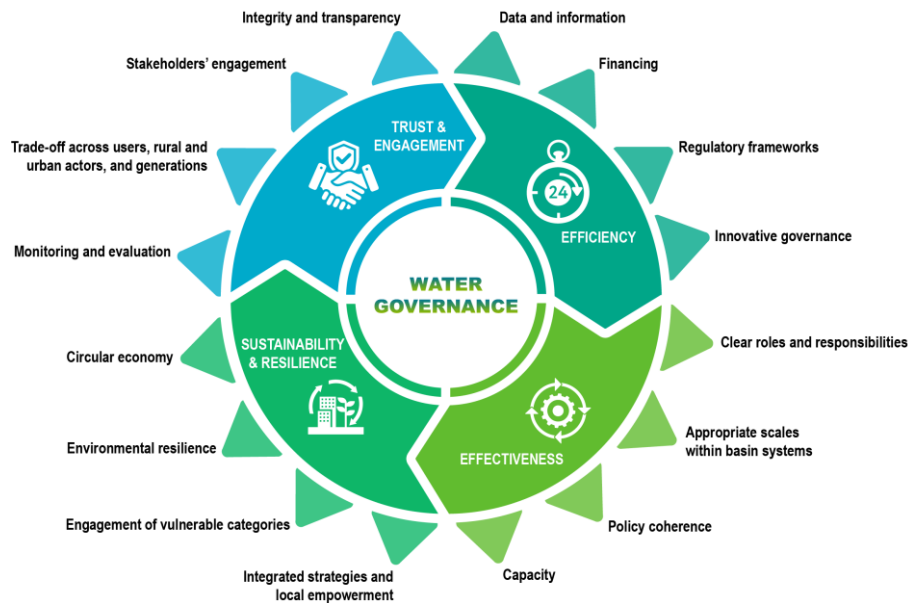 Integrity and transparency
Data and information
Stakeholders' engagement
Financing
TRUST &
ENGAGEMENT
Trade-off across users, rural and
urban actors, and generations
Regulatory frameworks
24
EFFICIENCY
Innovative governance
Monitoring and evaluation
WATER
GOVERNANCE
SUSTAINABILITY
& RESILIENCE
Clear roles and responsibilities
Circular economy
Appropriate scales
within basin systems
Environmental resilience
EFFECTIVENESS
Engagement of vulnerable categories
Policy coherence
Integrated strategies and
local empowerment
Capacity